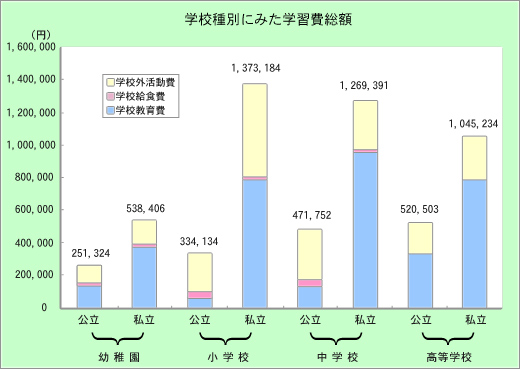 学校種別にみた学習費総額
(円)
1,600,000
1,400,000
1,200,000
1,000,000
800,000
600,000
400,000
200,000
0
学校外活動費
学校給食費
学校教育費
251,324
538,406
334,134
1,373,184
471,752
1,269,391
520,503
1,045,234
公立 私立 公立 私立 公立 私立 公立 私立
幼稚園 小学校 中学校 高等学校